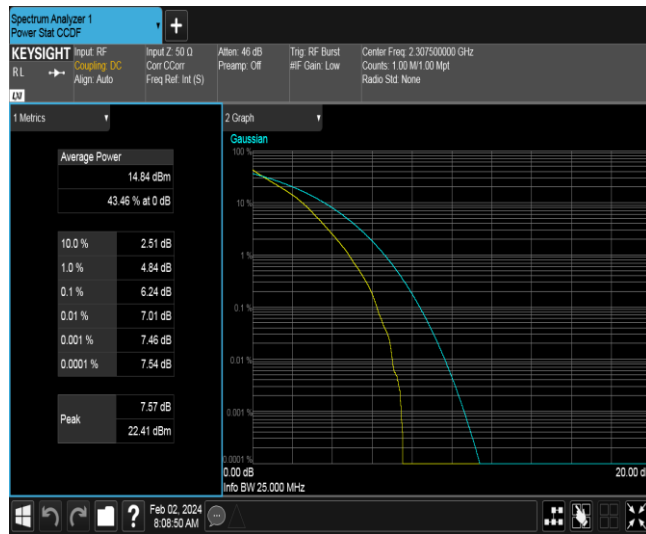 Spectrum Analyzer 1
Power Stat CCDF
+
KEYSIGHT
RL
LXI
Input: RF
Coupling: DC
Align: Auto
Input Z: 50 Ω
Corr CCorr
Freq Ref: Int (S)
Atten: 46 dB
Preamp: Off
Trig: RF Burst
#IF Gain: Low
Center Freq: 2.307500000 GHz
Counts: 1.00 M/1.00 Mpt
Radio Std: None
1 Metrics
Average Power
14.84 dBm
43.46 % at 0 dB
10.0 % 2.51 dB
1.0 % 4.84 dB
0.1 % 6.24 dB
0.01 % 7.01 dB
0.001 % 7.46 dB
0.0001 % 7.54 dB
Peak
7.57 dB
22.41 dBm
2 Graph
Gaussian
100 %
10 %
1 %
0.1 %
0.01 %
0.001 %
0.0001 %
0.00 dB
20.00 d
Info BW 25.000 MHz
?
Feb 02, 2024
8:08:50 AM